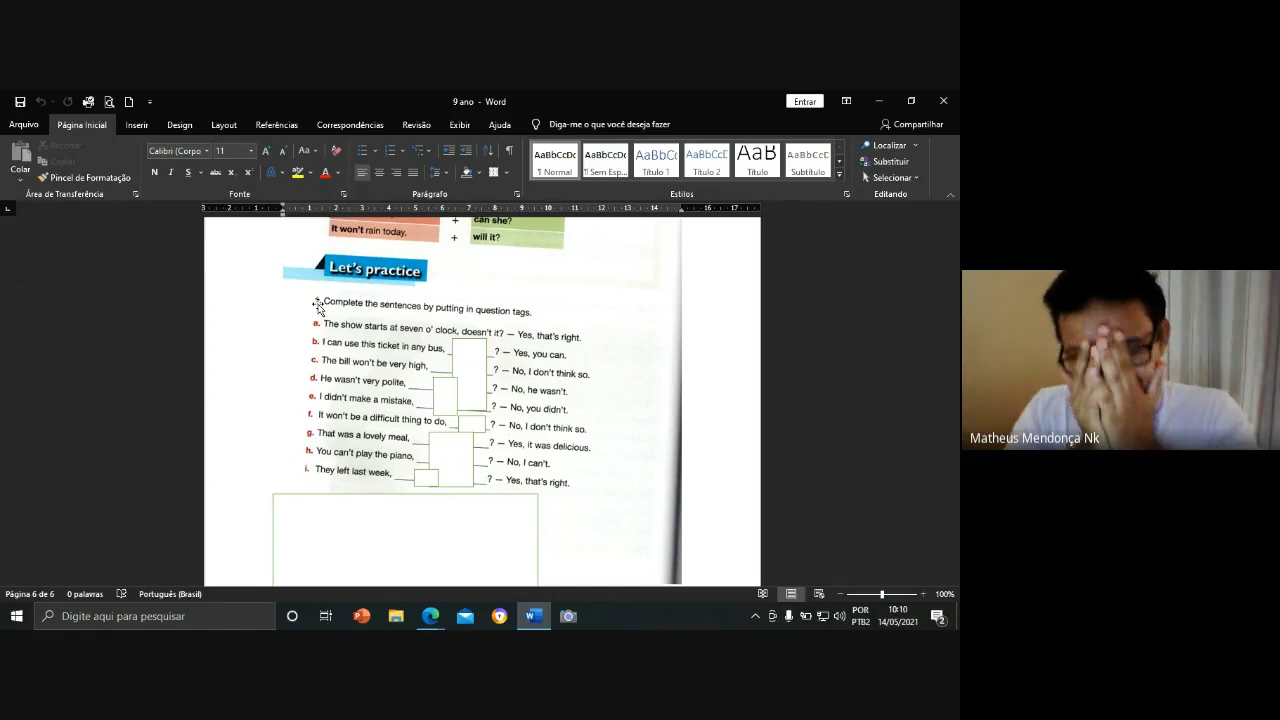 9 ano - Word
Entrar
Arquivo
Página Inicial
Inserir
Design
Layout
Referências
Correspondências
Revisão
Exibir
Ajuda
Diga-me o que você deseja fazer
Compartilhar
Colar
Recortar
Copiar
Pincel de Formatação
Área de Transferência
Calibri (Corpo
11
Fonte
Parágrafo
AaBbCcDc
¶ Normal
AaBbCcDc
¶ Sem Esp...
AaBbCc
Título 1
AaBbCcD
Título 2
AaB
Título
AaBbCcD
Subtítulo
Estilos
Localizar
Substituir
Selecionar
Editando
can she?
It won't rain today. + will it?
Let's practice
Complete the sentences by putting in question tags.
a. The show starts at seven o' clock, doesn't it? — Yes, that's right.
b. I can use this ticket in any bus, ? — Yes, you can.
c. The bill won't be very high, ? — No, I don't think so.
d. He wasn't very polite, ? — No, he wasn't.
e. I didn't make a mistake, ? — No, you didn't.
f. It won't be a difficult thing to do, ? — No, I don't think so.
g. That was a lovely meal, ? — Yes, it was delicious.
h. You can't play the piano, ? — No, I can't.
i. They left last week, ? — Yes, that's right.
Matheus Mendonça Nk
Página 6 de 6
0 palavras
Português (Brasil)
100%
Digite aqui para pesquisar
POR
PTB2
10:10
14/05/2021
2